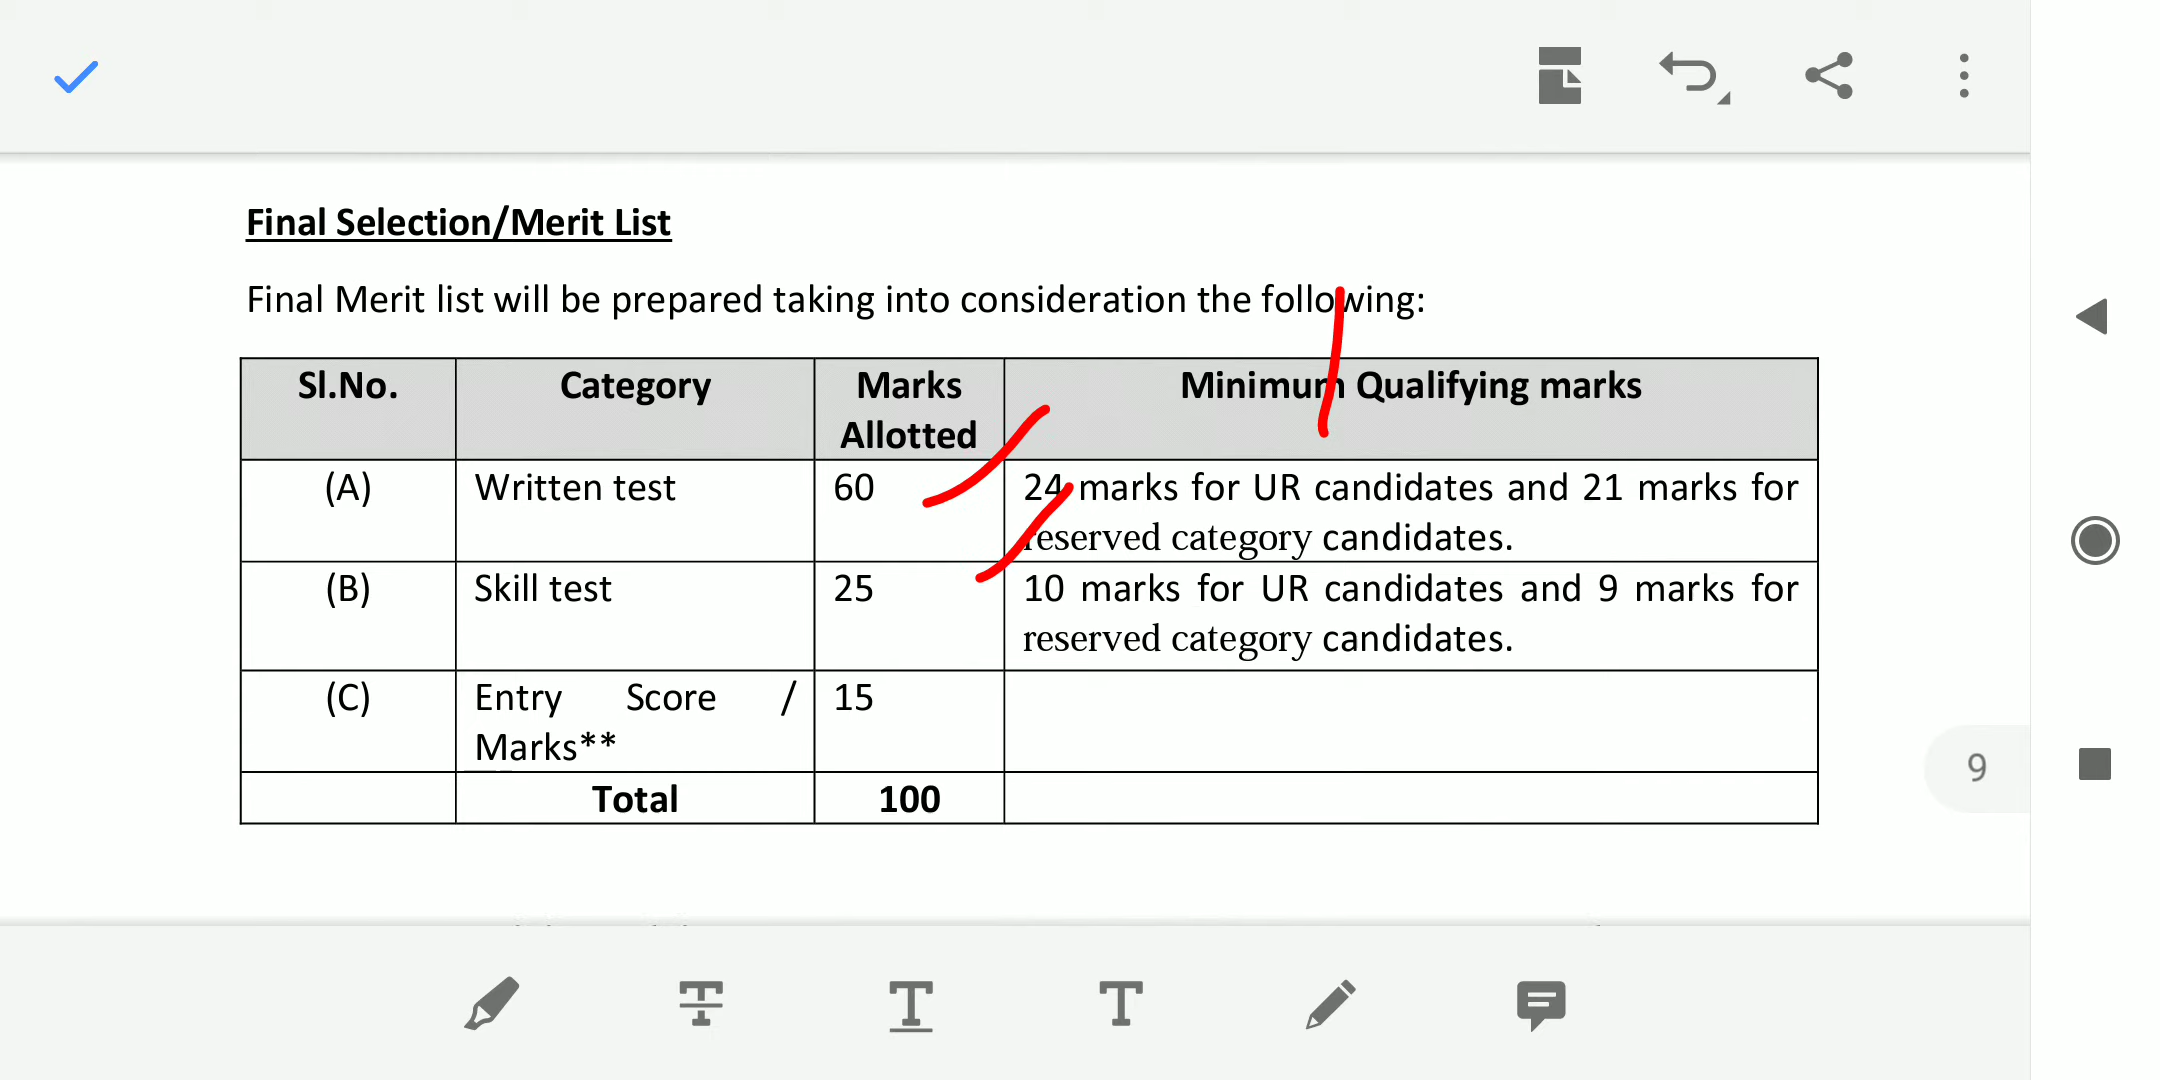 Final Selection/Merit List
Final Merit list will be prepared taking into consideration the following:
Sl.No. Category Marks Allotted Minimum Qualifying marks
(A) Written test 60 24 marks for UR candidates and 21 marks for
reserved category candidates.
(B) Skill test 25 10 marks for UR candidates and 9 marks for
reserved category candidates.
(C) Entry Score / 15
Marks**
Total 100
9